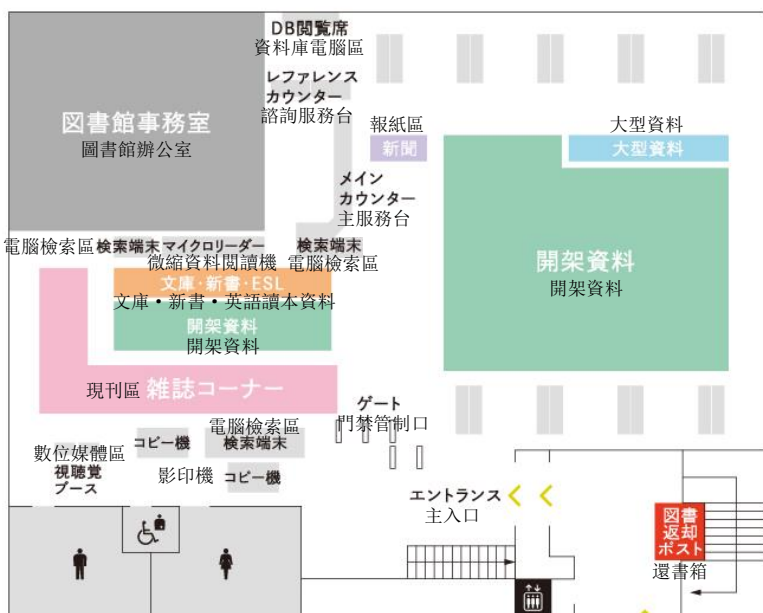 DB閲覧席
資料庫電腦區
レファレンス
カウンター
諮詢服務台
図書館事務室
圖書館辦公室
報紙區
新聞
大型資料
大型資料
メイン
カウンター
主服務台
電腦檢索區
検索端末
マイクロリーダー
微縮資料閲讀機
検索端末
電腦檢索區
文庫・新書・ESL
文庫・新書・英語讀本資料
開架資料
開架資料
開架資料
開架資料
現刊區
雑誌コーナー
ゲート
門禁管制口
電腦檢索區
検索端末
コピー機
影印機
コピー機
數位媒體區
視聴覚
ブース
エントランス
主入口
図書
返却
ポスト
還書箱